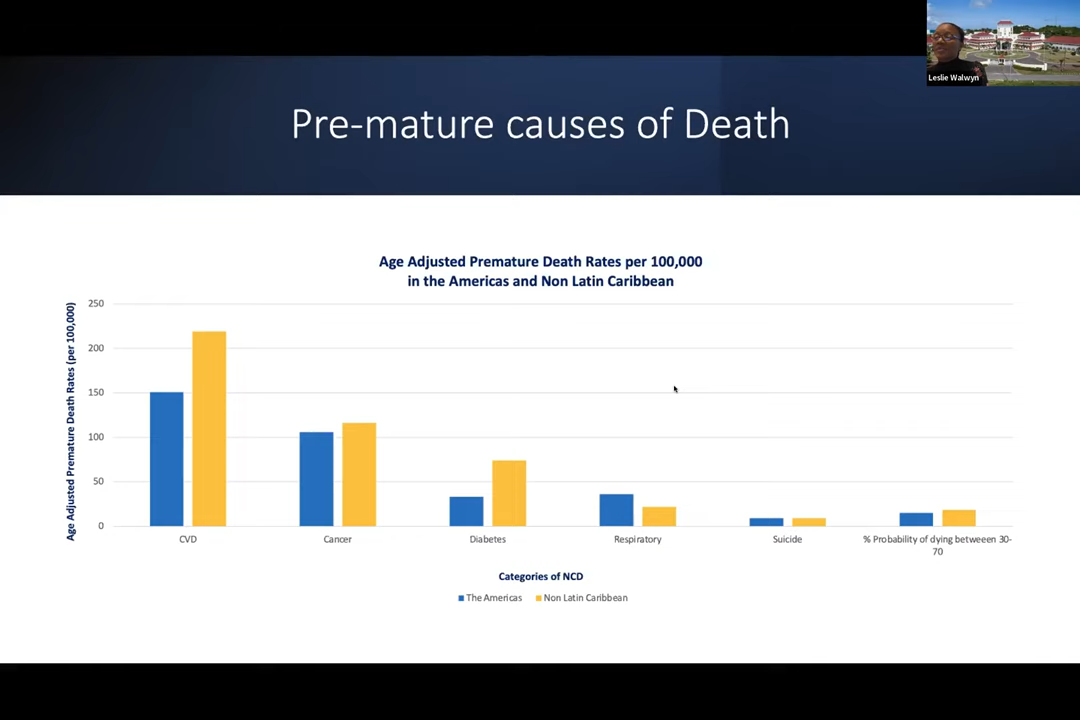 Leslie Walwyn
Pre-mature causes of Death
Age Adjusted Premature Death Rates per 100,000
in the Americas and Non Latin Caribbean
Age Adjusted Premature Death Rates (per 100,000)
250
200
150
100
50
0
CVD
Cancer
Diabetes
Respiratory
Suicide
% Probability of dying betweeen 30-
70
Categories of NCD
The Americas
Non Latin Caribbean